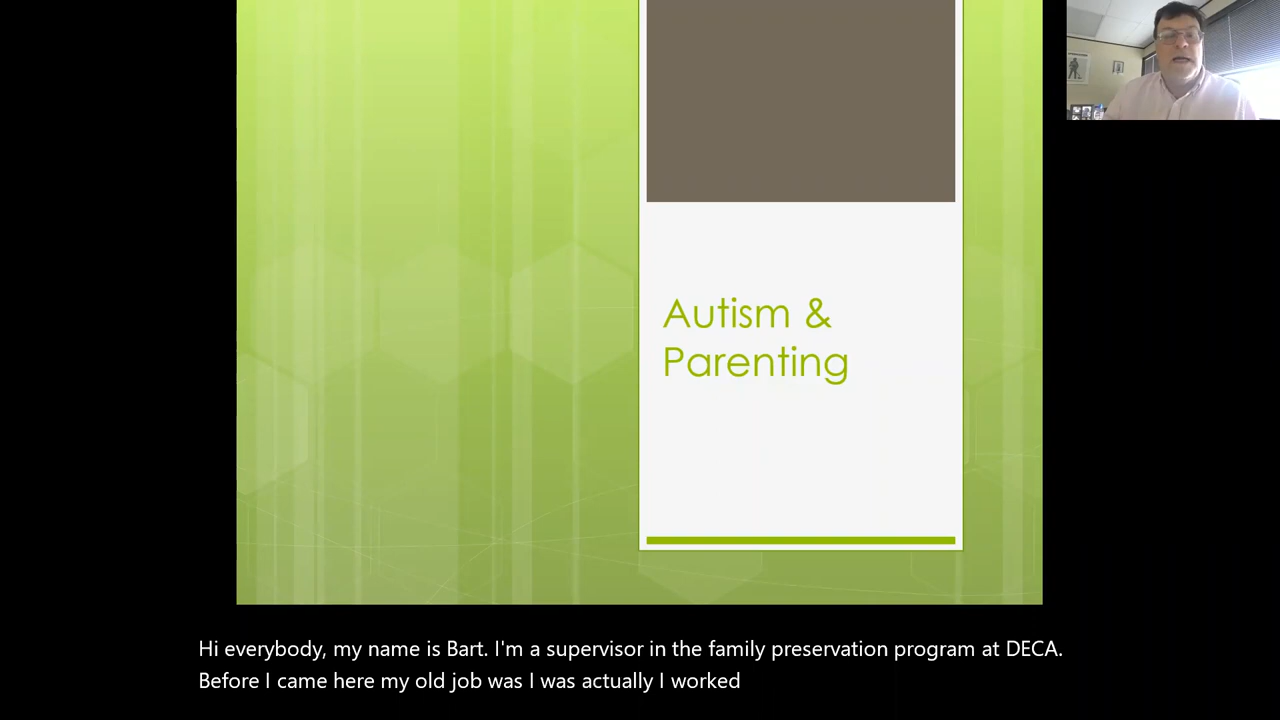 Autism &
Parenting
Hi everybody, my name is Bart. I'm a supervisor in the family preservation program at DECA.
Before I came here my old job was I was actually I worked